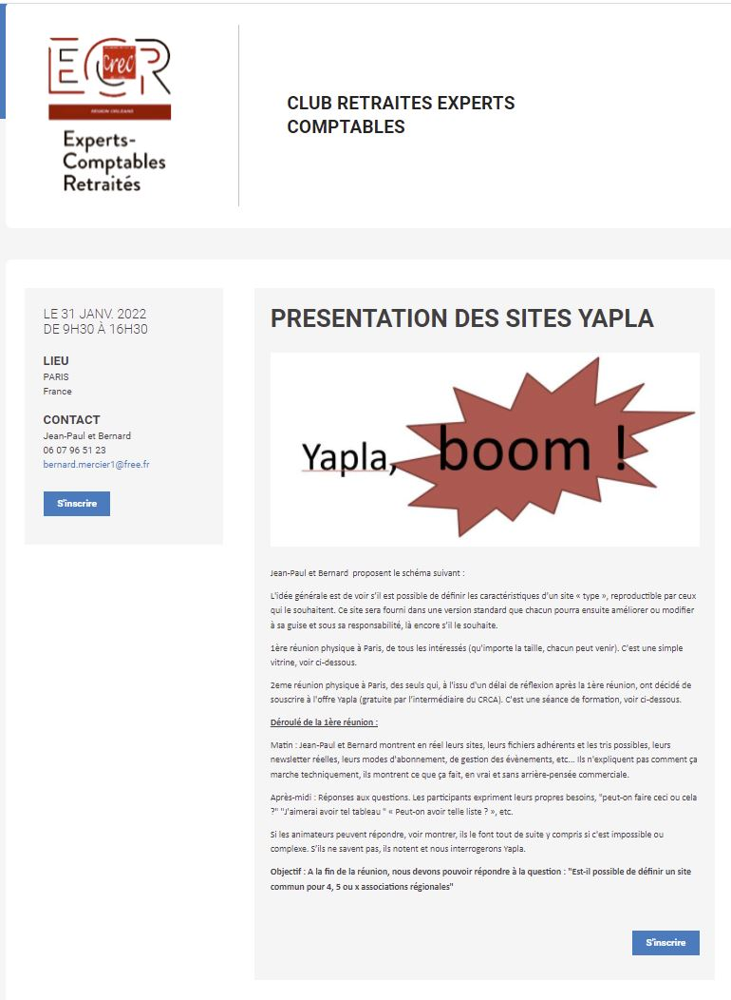 ECR
CREC
REGION ORLEANS
Experts-
Comptables
Retraités
CLUB RETRAITES EXPERTS
COMPTABLES
LE 31 JANV. 2022
DE 9H30 À 16H30
LIEU
PARIS
France
CONTACT
Jean-Paul et Bernard
06 07 96 51 23
bernard.mercier1@free.fr
S'inscrire
PRESENTATION DES SITES YAPLA
Yapla, boom !
Jean-Paul et Bernard proposent le schéma suivant :
L'idée générale est de voir s'il est possible de définir les caractéristiques d'un site « type », reproductible par ceux
qui le souhaitent. Ce site sera fourni dans une version standard que chacun pourra ensuite améliorer ou modifier
à sa guise et sous sa responsabilité, là encore s'il le souhaite.
1ère réunion physique à Paris, de tous les intéressés (qu'importe la taille, chacun peut venir). C'est une simple
vitrine, voir ci-dessous.
2eme réunion physique à Paris, des seuls qui, à l'issu d'un délai de réflexion après la 1ère réunion, ont décidé de
souscrire à l'offre Yapla (gratuite par l'intermédiaire du CRCA). C'est une séance de formation, voir ci-dessous.
Déroulé de la 1ère réunion :
Matin : Jean-Paul et Bernard montrent en réel leurs sites, leurs fichiers adhérents et les tris possibles, leurs
newsletter réelles, leurs modes d'abonnement, de gestion des évènements, etc... Ils n'expliquent pas comment ça
marche techniquement, ils montrent ce que ça fait, en vrai et sans arrière-pensée commerciale.
Après-midi : Réponses aux questions. Les participants expriment leurs propres besoins, "peut-on faire ceci ou cela
?" "J'aimerai avoir tel tableau " « Peut-on avoir telle liste ? », etc.
Si les animateurs peuvent répondre, voir montrer, ils le font tout de suite y compris si c'est impossible ou
complexe. S'ils ne savent pas, ils notent et nous interrogerons Yapla.
Objectif : A la fin de la réunion, nous devons pouvoir répondre à la question : "Est-il possible de définir un site
commun pour 4, 5 ou x associations régionales"
S'inscrire